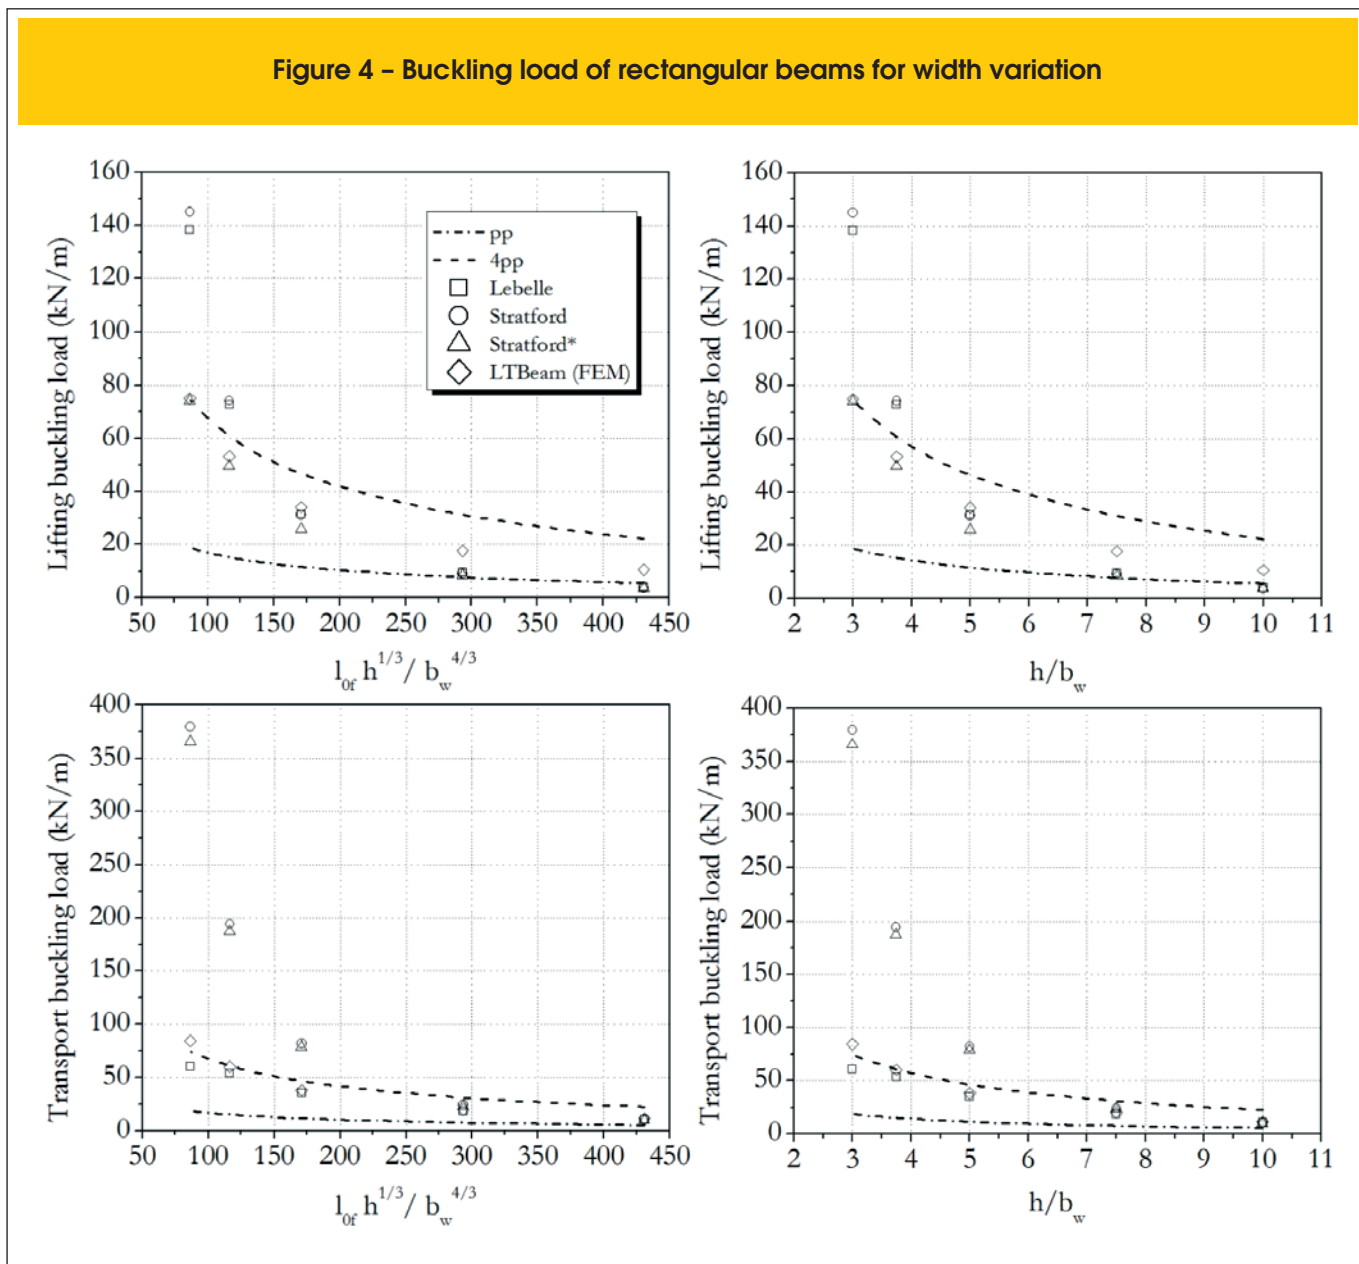 Figure 4 – Buckling load of rectangular beams for width variation
160
140
120
100
80
60
40
20
0
50 100 150 200 250 300 350 400 450
Lifting buckling load (kN/m)
l0f h^1/3 / bw^4/3
pp
4pp
Lebelle
Stratford
Stratford*
LTBeam (FEM)
160
140
120
100
80
60
40
20
0
2 3 4 5 6 7 8 9 10 11
Lifting buckling load (kN/m)
h/bw
400
350
300
250
200
150
100
50
0
50 100 150 200 250 300 350 400 450
Transport buckling load (kN/m)
l0f h^1/3 / bw^4/3
400
350
300
250
200
150
100
50
0
2 3 4 5 6 7 8 9 10 11
Transport buckling load (kN/m)
h/bw